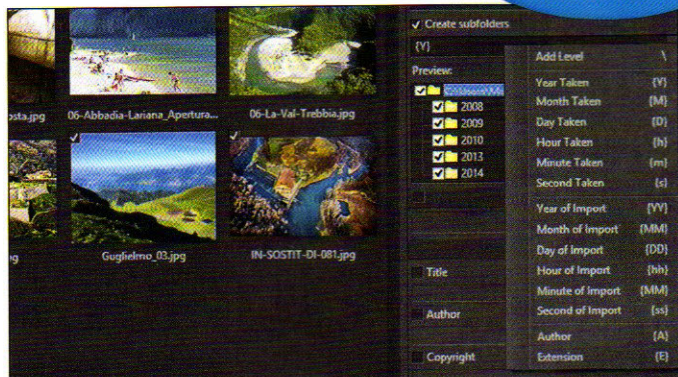 Create subfolders
{Y}
Preview:
C:\Users\M
2008
2009
2010
2013
2014
Title
Author
Copyright
Add Level \
Year Taken {Y}
Month Taken {M}
Day Taken {D}
Hour Taken {h}
Minute Taken {m}
Second Taken {s}
Year of Import {YY}
Month of Import {MM}
Day of Import {DD}
Hour of Import {hh}
Minute of Import {MM}
Second of Import {ss}
Author {A}
Extension {E}
osta.jpg
06-Abbadia-Lariana_Apertura...
06-La-Val-Trebbia.jpg
g
Guglielmo_03.jpg
IN-SOSTIT-DI-081.jpg